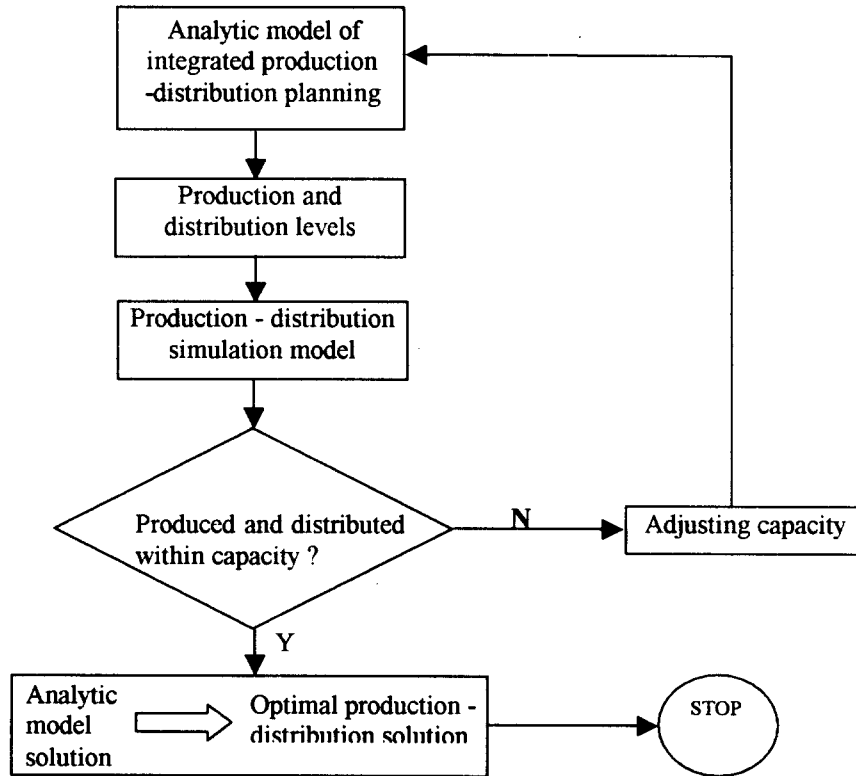 Analytic model of
integrated production
-distribution planning
Production and
distribution levels
Production - distribution
simulation model
Produced and distributed
within capacity ?
N
Adjusting capacity
Y
Analytic
model
solution
Optimal production -
distribution solution
STOP